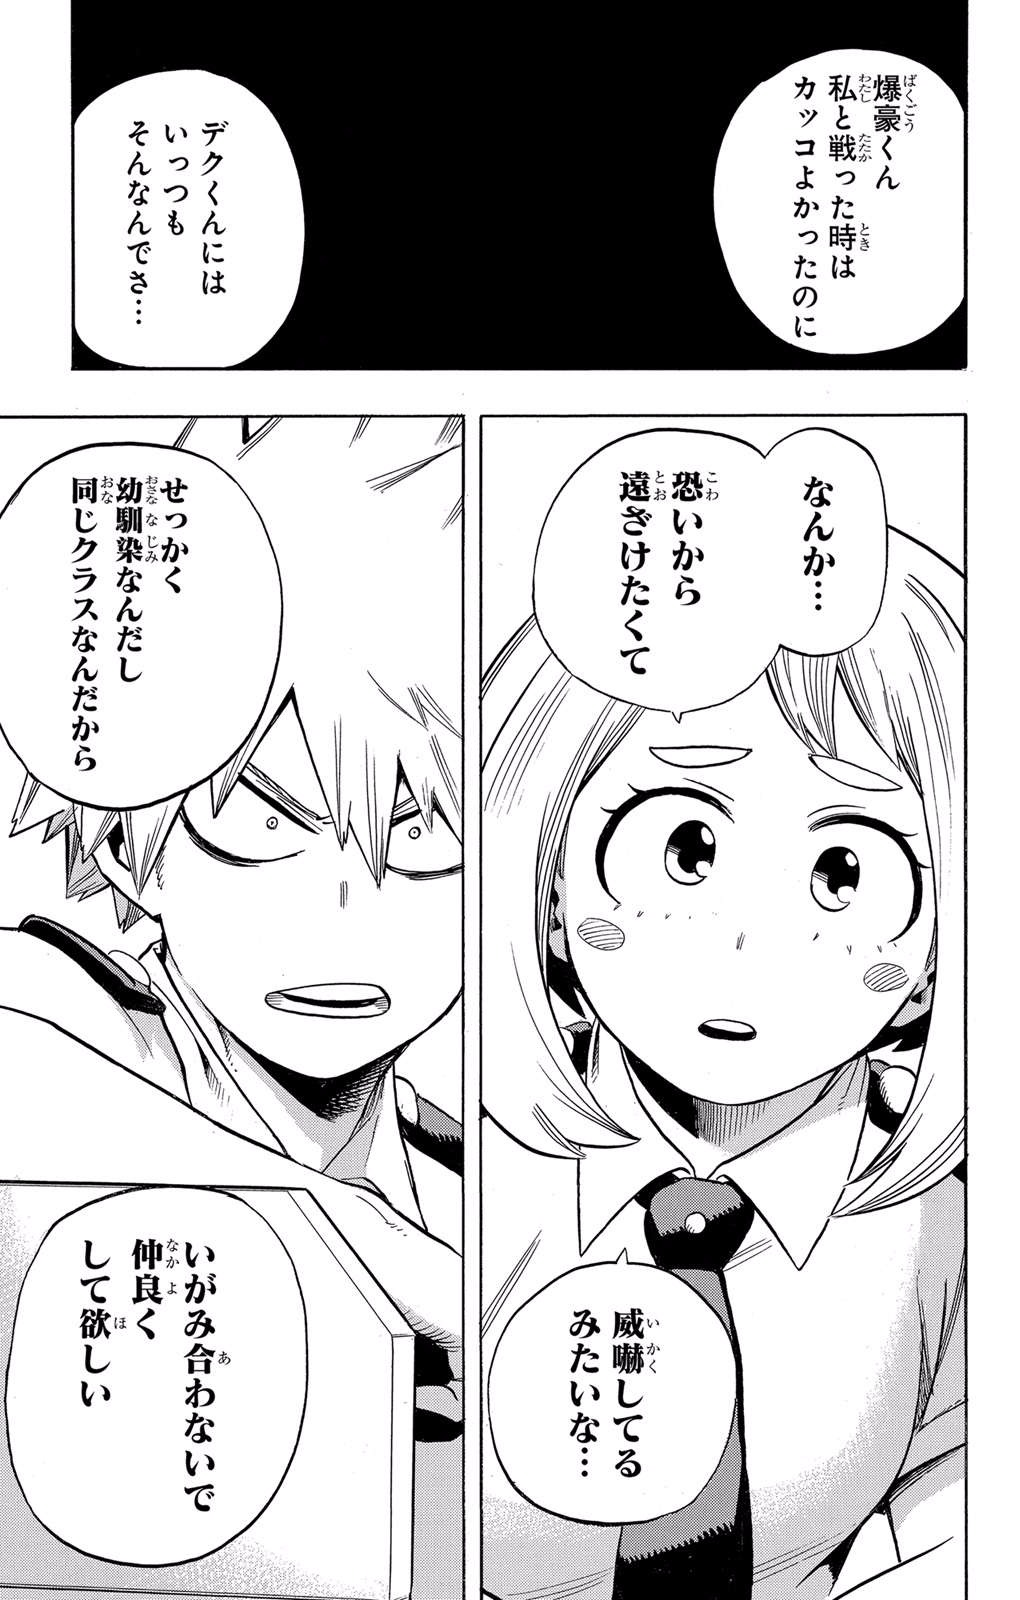 爆豪くん
私と戦った時は
カッコよかったのに
デクくんには
いっつも
そんなんでさ…
なんか…
恐いから
遠ざけたくて
威嚇してる
みたいな…
せっかく
幼馴染なんだし
同じクラスなんだから
いがみ合わないで
仲良く
して欲しい